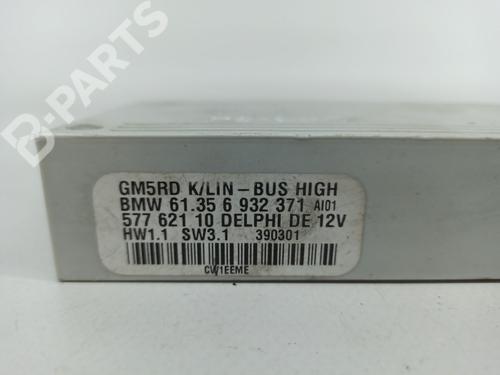 B-PARTS
GM5RD K/LIN – BUS HIGH
BMW 61.35 6 932 371 AI01
577 621 10 DELPHI DE 12V
HW1.1 SW3.1 390301
CW1EEME